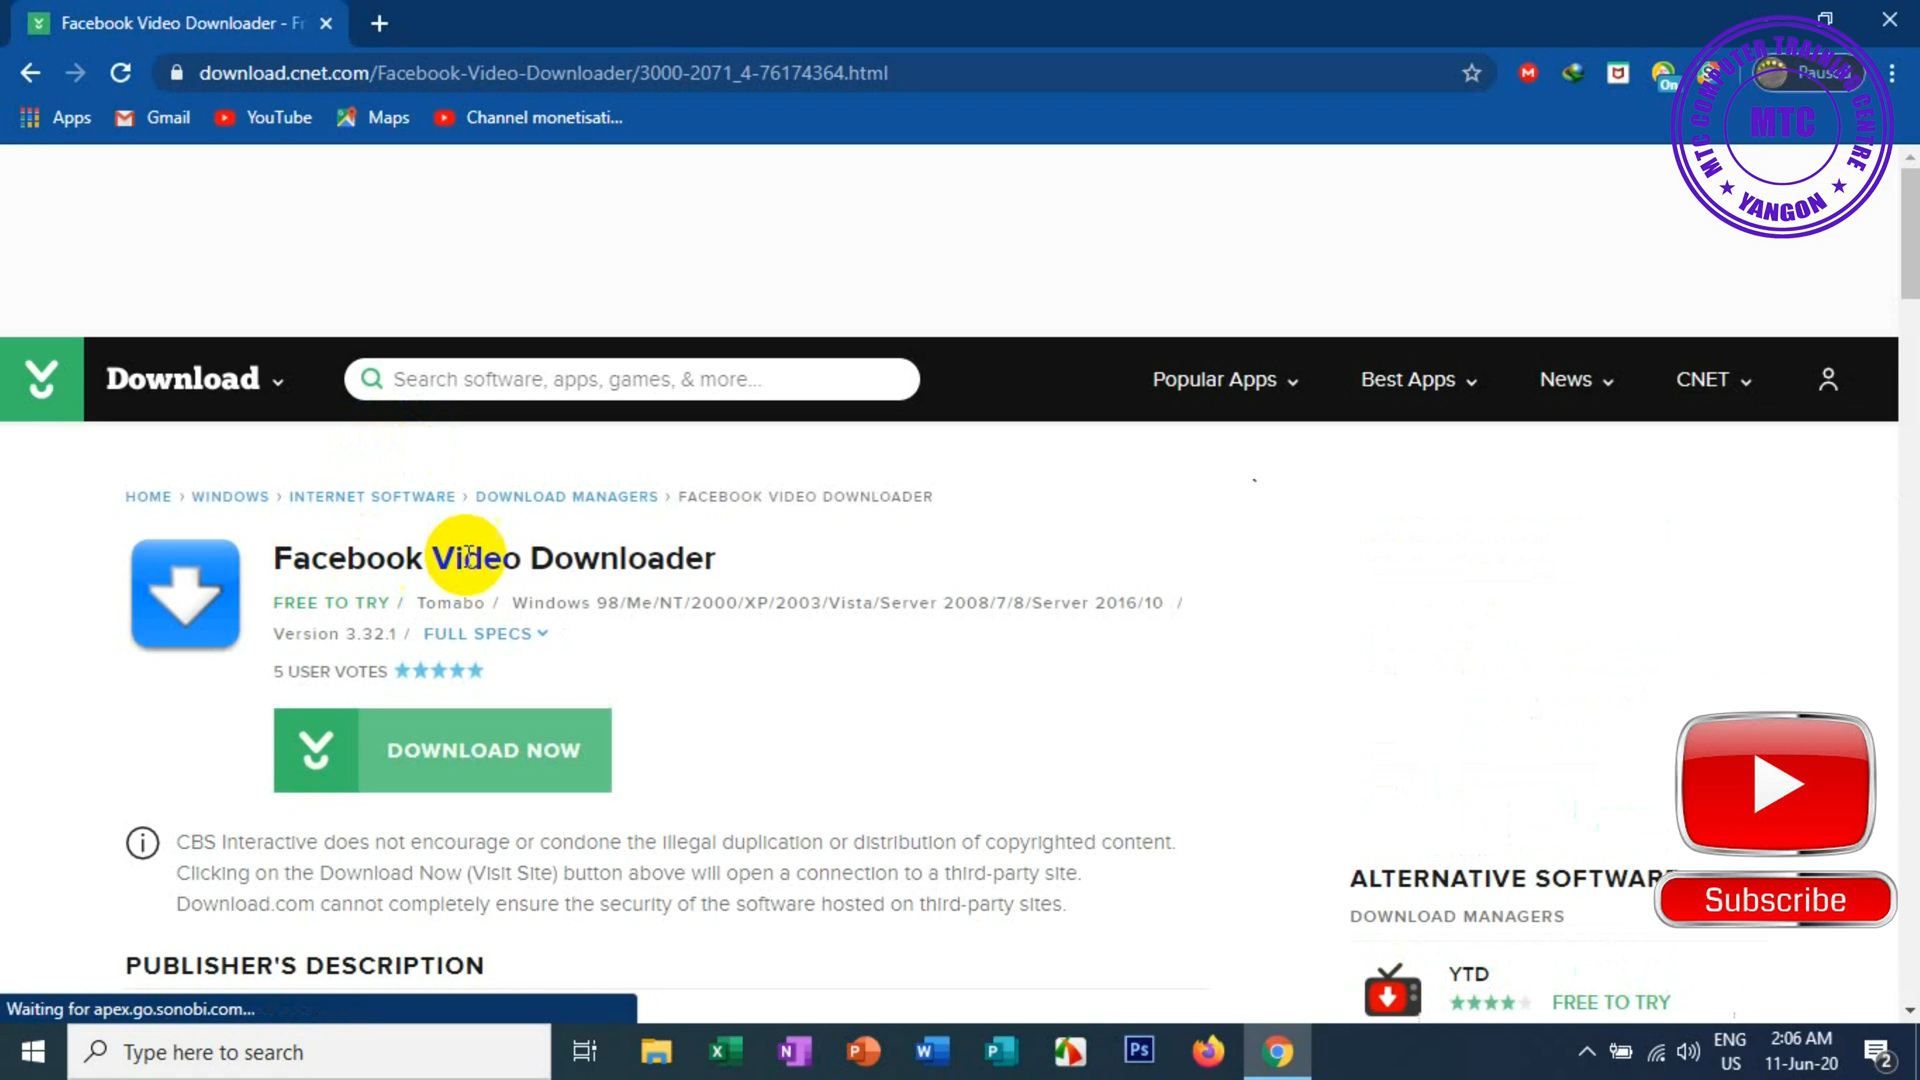 Facebook Video Downloader - Fr
download.cnet.com/Facebook-Video-Downloader/3000-2071_4-76174364.html
On
Paused
Apps
Gmail
YouTube
Maps
Channel monetisati...
MTC COMPUTER TRAINING CENTRE
MTC
YANGON
Download
Search software, apps, games, & more...
Popular Apps
Best Apps
News
CNET
HOME > WINDOWS > INTERNET SOFTWARE > DOWNLOAD MANAGERS > FACEBOOK VIDEO DOWNLOADER
Facebook Video Downloader
FREE TO TRY / Tomabo / Windows 98/Me/NT/2000/XP/2003/Vista/Server 2008/7/8/Server 2016/10 /
Version 3.32.1 / FULL SPECS
5 USER VOTES
DOWNLOAD NOW
CBS Interactive does not encourage or condone the illegal duplication or distribution of copyrighted content.
Clicking on the Download Now (Visit Site) button above will open a connection to a third-party site.
Download.com cannot completely ensure the security of the software hosted on third-party sites.
PUBLISHER'S DESCRIPTION
ALTERNATIVE SOFTWAR
DOWNLOAD MANAGERS
Subscribe
YTD
FREE TO TRY
Waiting for apex.go.sonobi.com...
Type here to search
Ps
ENG
US
2:06 AM
11-Jun-20
2